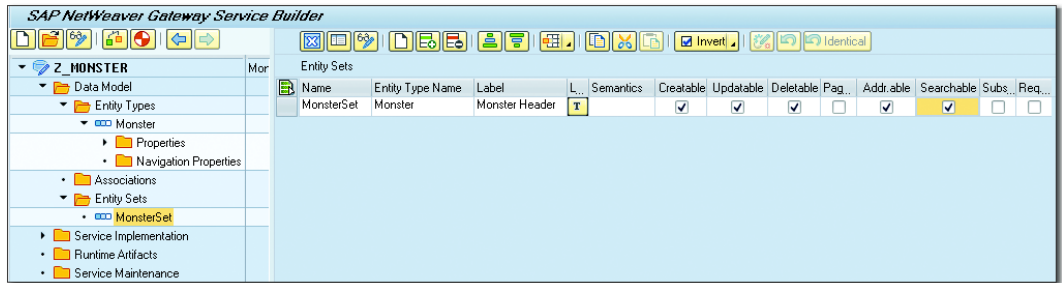 SAP NetWeaver Gateway Service Builder
Invert
Identical
Z_MONSTER Mor
Data Model
Entity Types
Monster
Properties
Navigation Properties
Associations
Entity Sets
MonsterSet
Service Implementation
Runtime Artifacts
Service Maintenance
Entity Sets
Name Entity Type Name Label L... Semantics Creatable Updatable Deletable Pag... Addr.able Searchable Subs... Req...
MonsterSet Monster Monster Header T